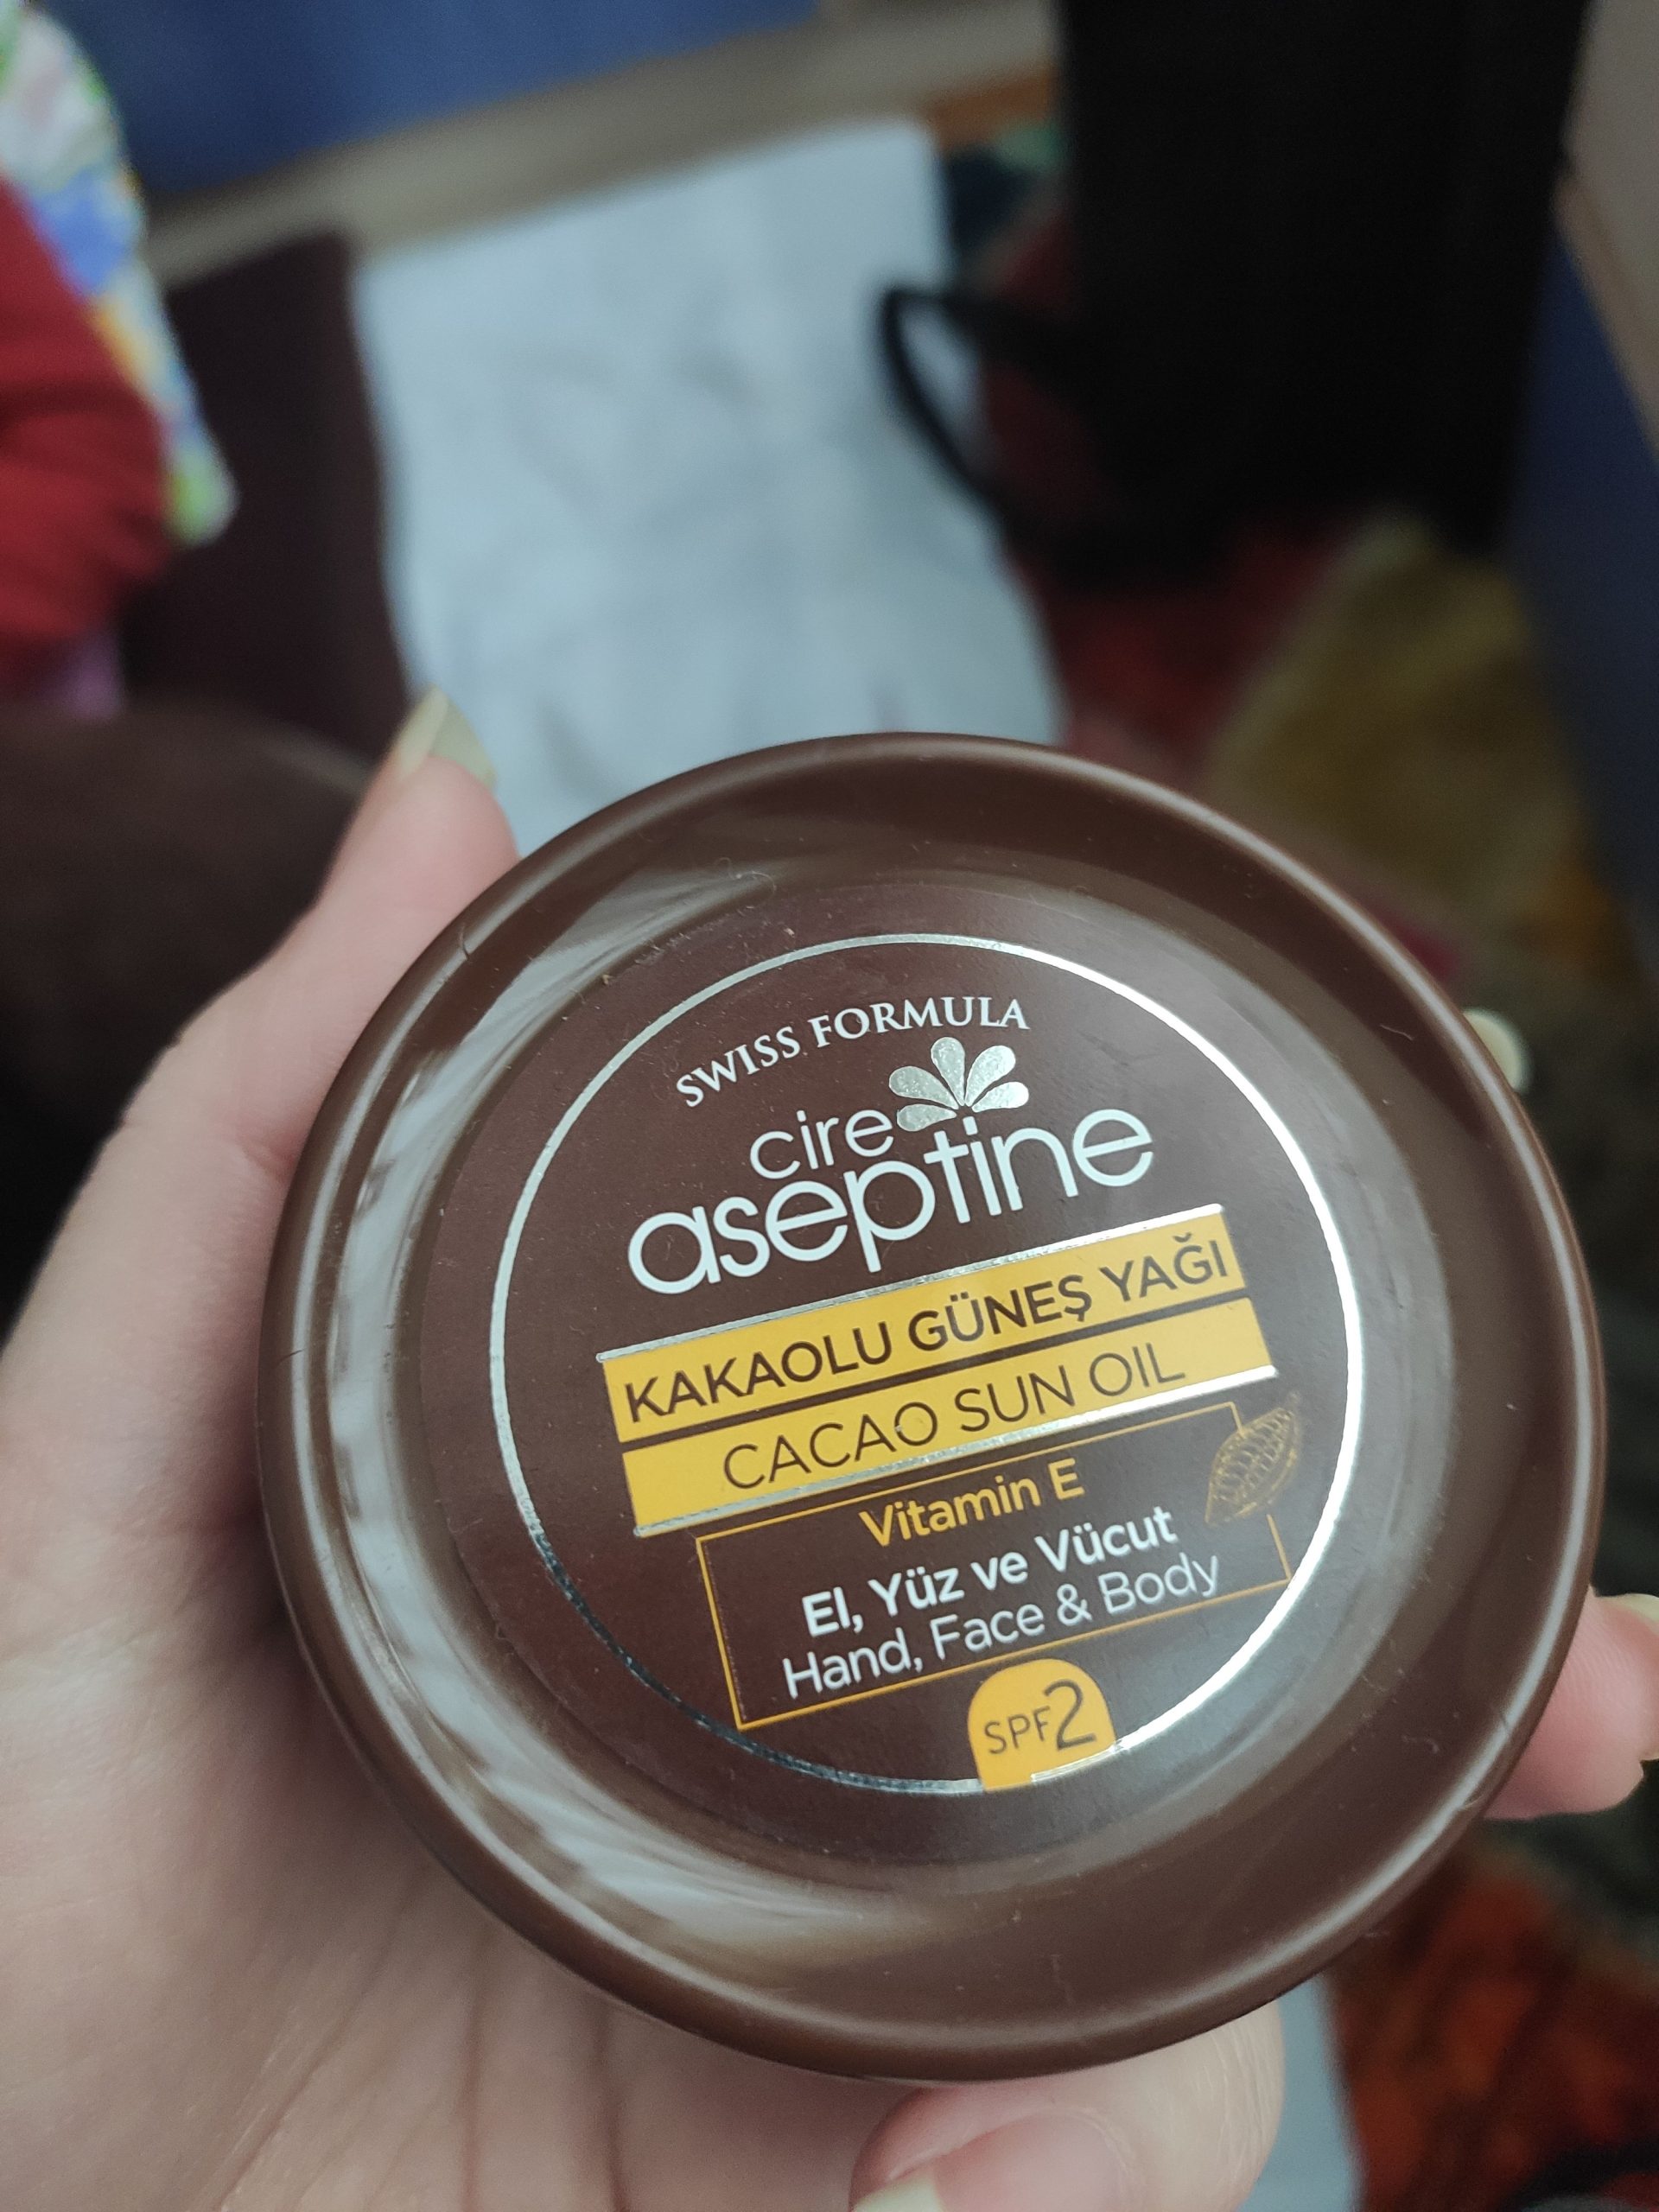 SWISS FORMULA
cire
aseptine
KAKAOLU GÜNEŞ YAĞI
CACAO SUN OIL
Vitamin E
El, Yüz ve Vücut
Hand, Face & Body
SPF2